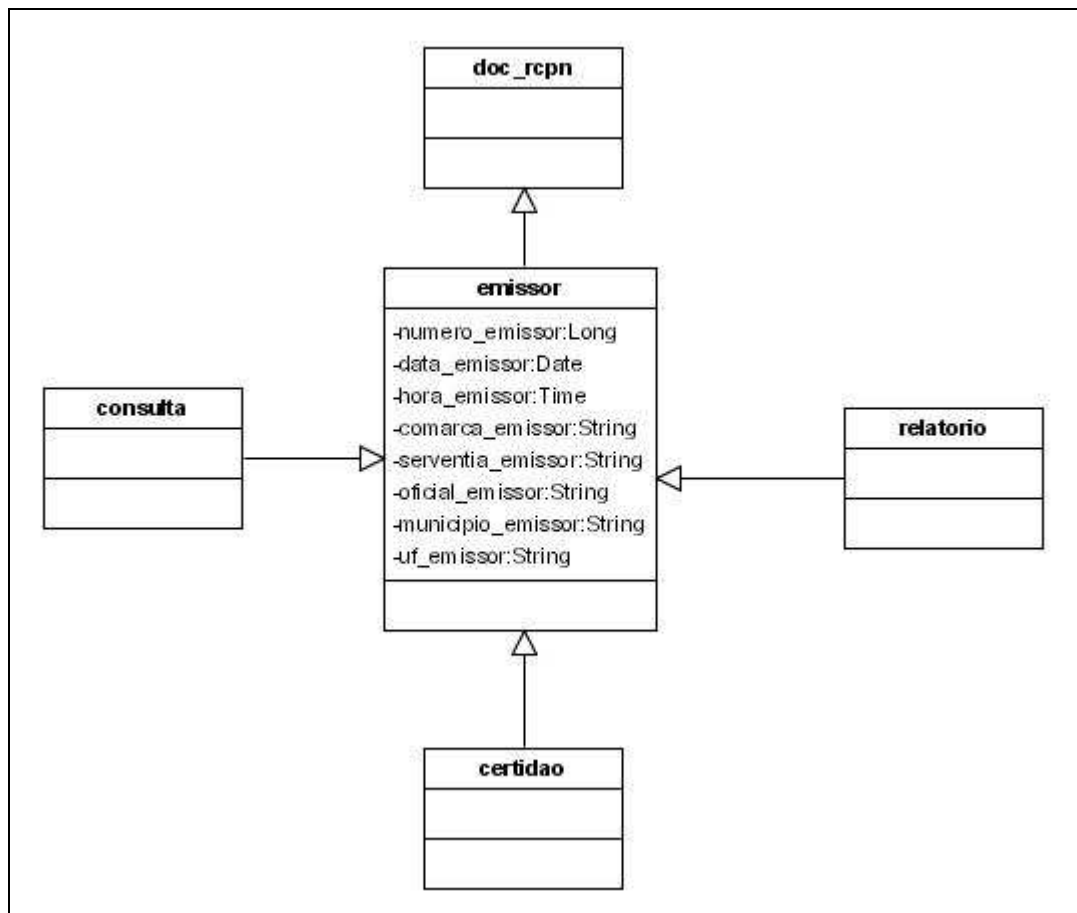 doc_rcpn
emissor
-numero_emissor:Long
-data_emissor:Date
-hora_emissor:Time
-comarca_emissor:String
-serventia_emissor:String
-oficial_emissor:String
-municipio_emissor:String
-uf_emissor:String
consulta
relatorio
certidao